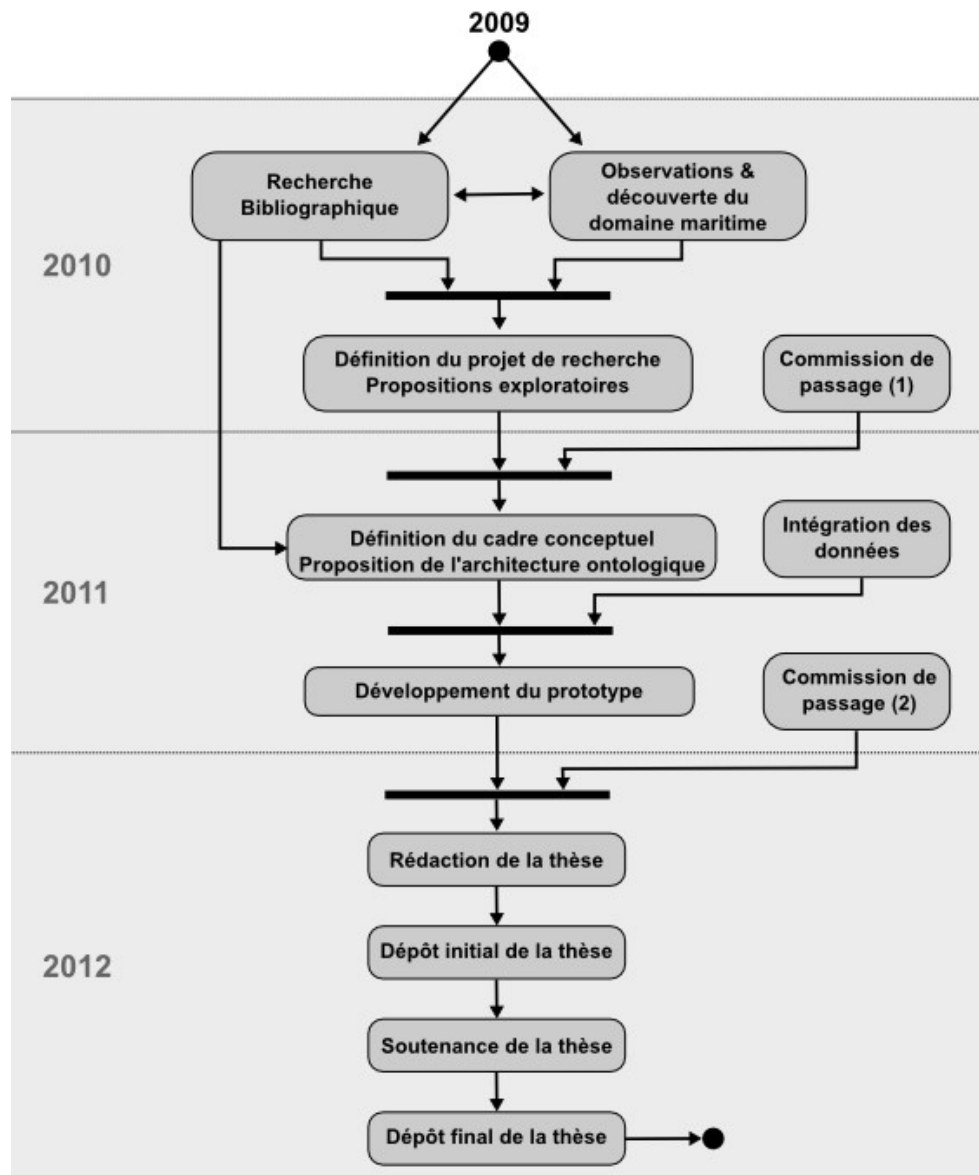 2009
Recherche
Bibliographique
Observations &
découverte du
domaine maritime
2010
Définition du projet de recherche
Propositions exploratoires
Commission de
passage (1)
Définition du cadre conceptuel
Proposition de l'architecture ontologique
Intégration des
données
2011
Développement du prototype
Commission de
passage (2)
Rédaction de la thèse
Dépôt initial de la thèse
2012
Soutenance de la thèse
Dépôt final de la thèse